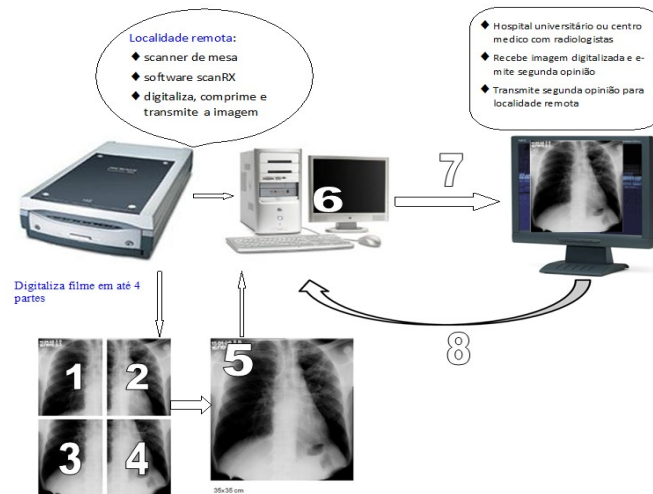 Localidade remota:
◆ scanner de mesa
◆ software scanRX
◆ digitaliza, comprime e
transmite a imagem
◆ Hospital universitário ou centro
medico com radiologistas
◆ Recebe imagem digitalizada e e-
mite segunda opinião
◆ Transmite segunda opinião para
localidade remota
6
7
Digitaliza filme em até 4
partes
8
5
1 2
3 4
35x35 cm